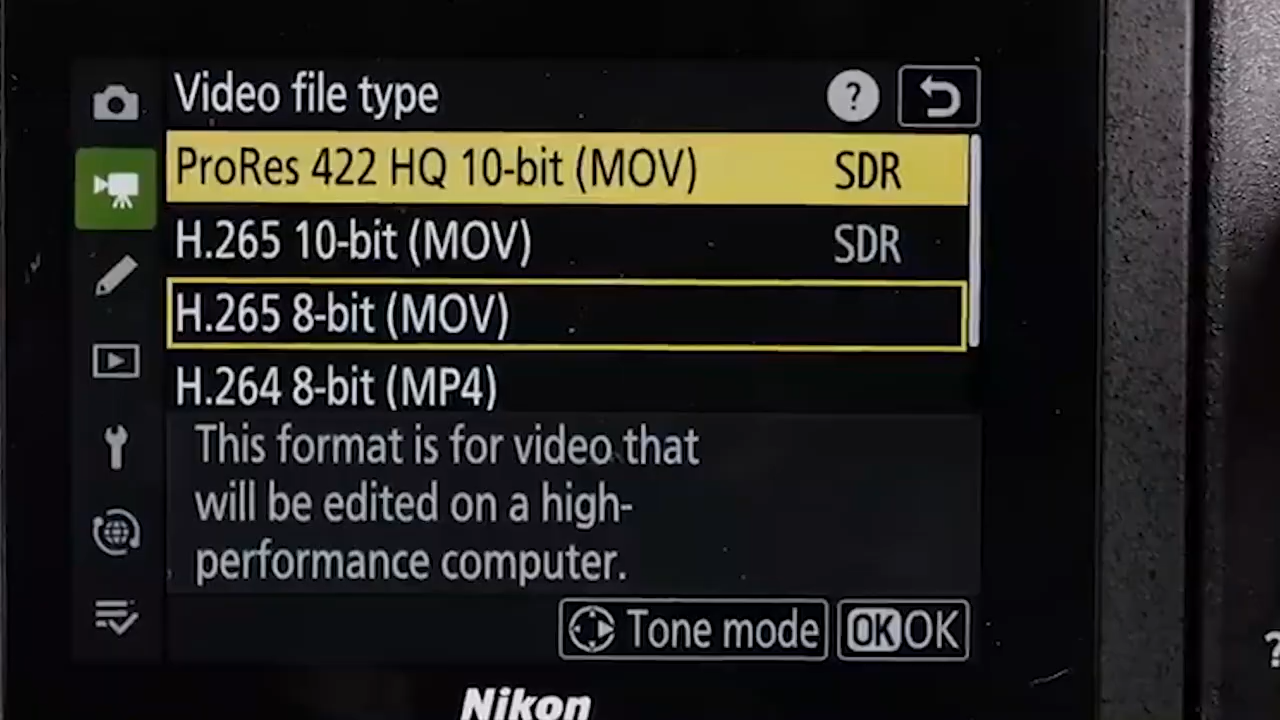 Video file type ?
ProRes 422 HQ 10-bit (MOV) SDR
H.265 10-bit (MOV) SDR
H.265 8-bit (MOV)
H.264 8-bit (MP4)
This format is for video that
will be edited on a high-
performance computer.
Tone mode OK OK
Nikon
?